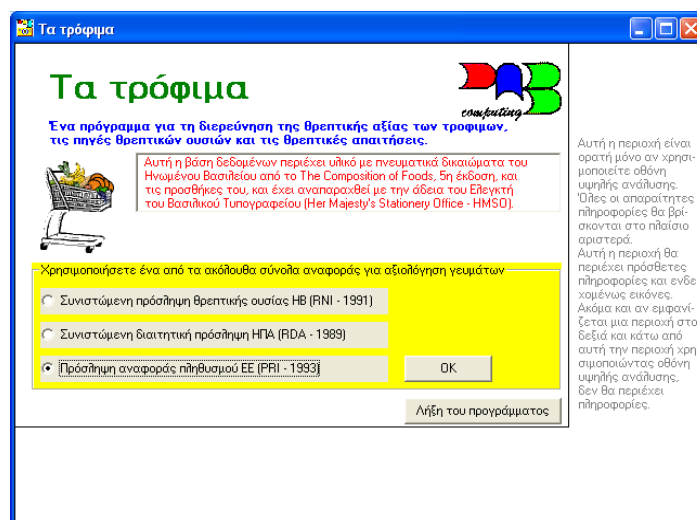 Τα τρόφιμα
Τα τρόφιμα
computing
Ένα πρόγραμμα για τη διερεύνηση της θρεπτικής αξίας των τροφίμων,
τις πηγές θρεπτικών ουσιών και τις θρεπτικές απαιτήσεις.
Αυτή η βάση δεδομένων περιέχει υλικό με πνευματικά δικαιώματα του
Ηνωμένου Βασιλείου από το The Composition of Foods, 5η έκδοση, και
τις προσθήκες του, και έχει αναπαραχθεί με την άδεια του Ελεγκτή
του Βασιλικού Τυπογραφείου (Her Majesty's Stationery Office - HMSO).
Χρησιμοποιήσετε ένα από τα ακόλουθα σύνολα αναφοράς για αξιολόγηση γευμάτων
Συνιστώμενη πρόσληψη θρεπτικής ουσίας ΗΒ (RNI - 1991)
Συνιστώμενη διαιτητική πρόσληψη ΗΠΑ (RDA - 1989)
Πρόσληψη αναφοράς πληθυσμού ΕΕ (PRI - 1993)
OK
Λήξη του προγράμματος
Αυτή η περιοχή είναι
ορατή μόνο αν χρησι-
μοποιείτε οθόνη
υψηλής ανάλυσης.
Όλες οι απαραίτητες
πληροφορίες θα βρί-
σκονται στο πλαίσιο
αριστερά.
Αυτή η περιοχή θα
περιέχει πρόσθετες
πληροφορίες και ενδε
χομένως εικόνες.
Ακόμα και αν εμφανί-
ζεται μια περιοχή στο
δεξιά και κάτω από
αυτή την περιοχή χρη
σιμοποιώντας οθόνη
υψηλής ανάλυσης,
δεν θα περιέχει
πληροφορίες.